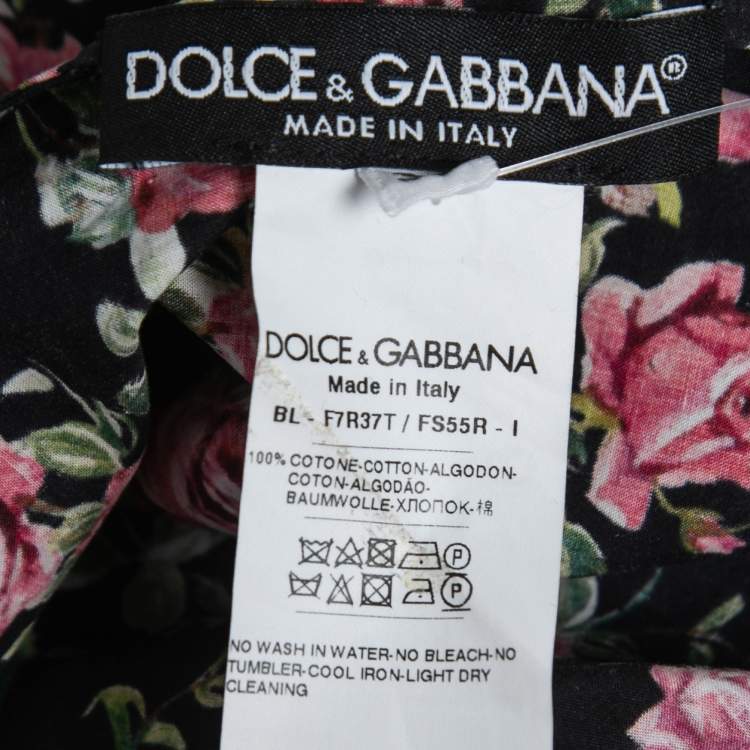 DOLCE & GABBANA®
MADE IN ITALY
DOLCE & GABBANA
Made in Italy
BL - F7R37T / FS55R - I
100% COTONE-COTTON-ALGODON-
COTON-ALGODÃO-
BAUMWOLLE-ХЛОПОК-棉
P
P
NO WASH IN WATER-NO BLEACH-NO
TUMBLER-COOL IRON-LIGHT DRY
CLEANING